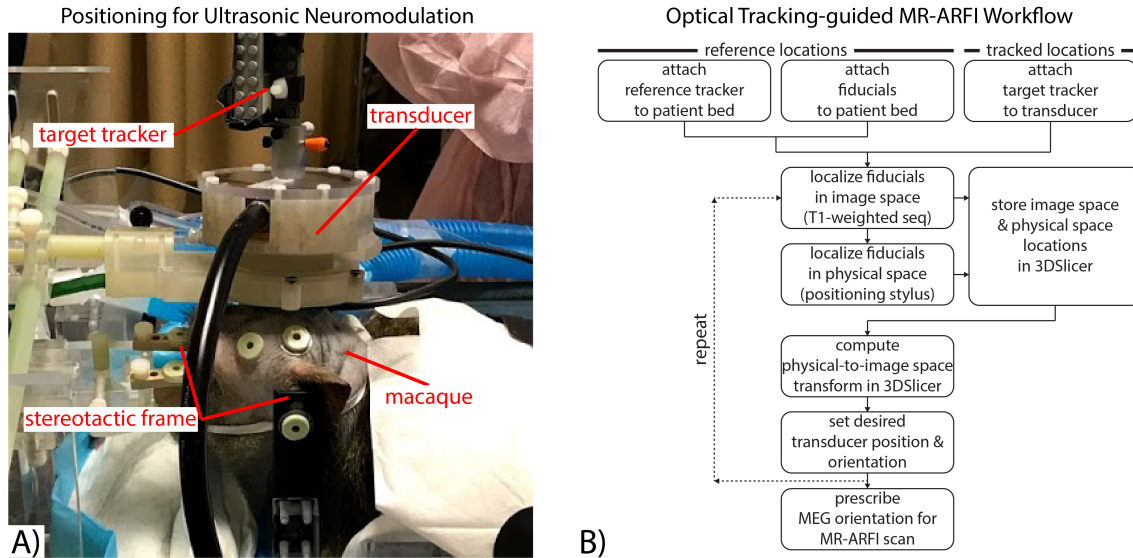 Positioning for Ultrasonic Neuromodulation
target tracker
transducer
stereotactic frame
macaque
A)
Optical Tracking-guided MR-ARFI Workflow
reference locations
tracked locations
attach
reference tracker
to patient bed
attach
fiducials
to patient bed
attach
target tracker
to transducer
localize fiducials
in image space
(T1-weighted seq)
localize fiducials
in physical space
(positioning stylus)
store image space
& physical space
locations
in 3DSlicer
repeat
compute
physical-to-image space
transform in 3DSlicer
set desired
transducer position &
orientation
prescribe
MEG orientation for
MR-ARFI scan
B)